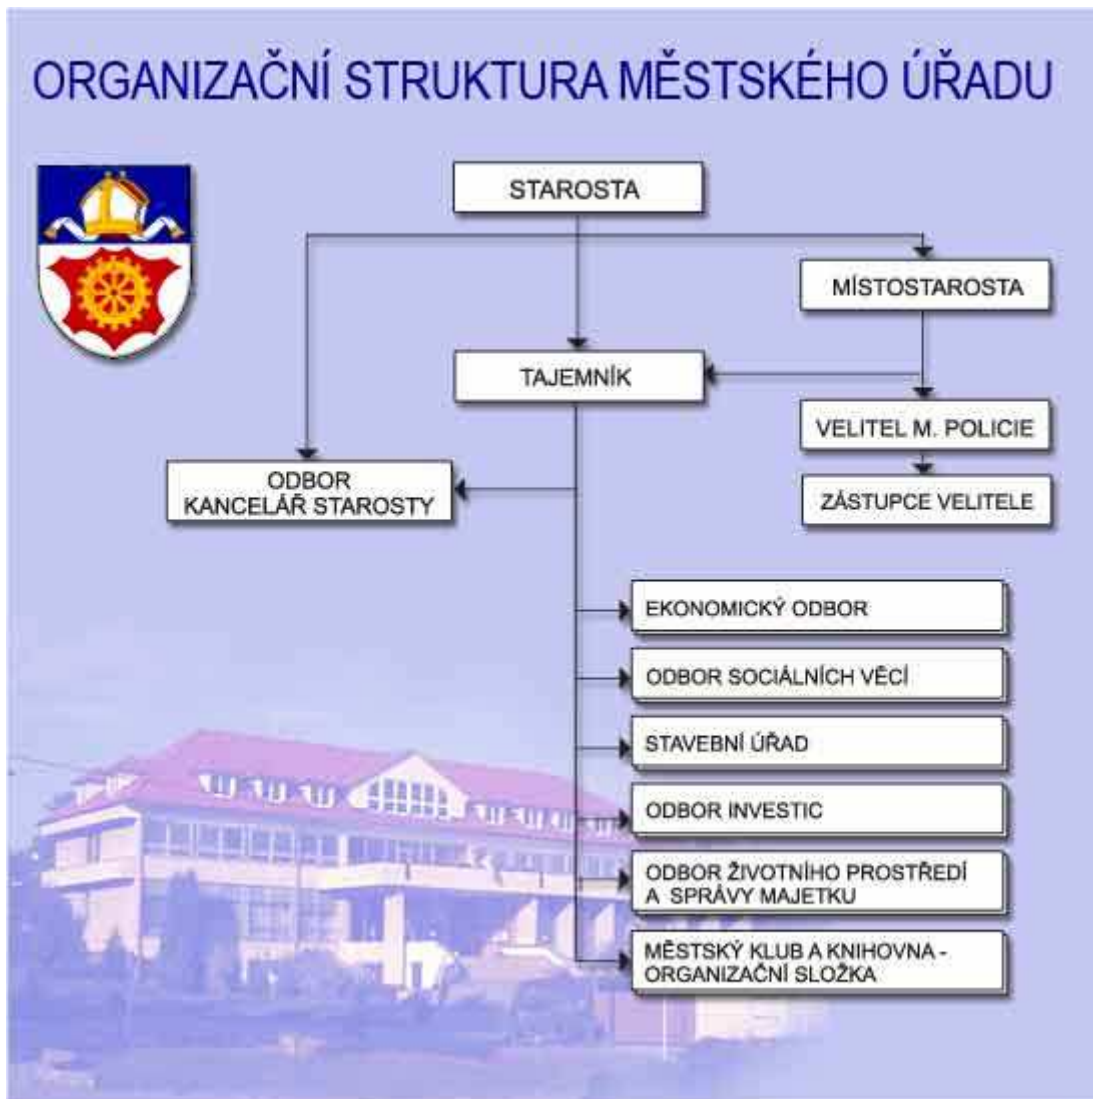 ORGANIZAČNÍ STRUKTURA MĚSTSKÉHO ÚŘADU
STAROSTA
MÍSTOSTAROSTA
TAJEMNÍK
VELITEL M. POLICIE
ODBOR
KANCELÁŘ STAROSTY
ZÁSTUPCE VELITELE
EKONOMICKÝ ODBOR
ODBOR SOCIÁLNÍCH VĚCÍ
STAVEBNÍ ÚŘAD
ODBOR INVESTIC
ODBOR ŽIVOTNÍHO PROSTŘEDÍ
A SPRÁVY MAJETKU
MĚSTSKÝ KLUB A KNIHOVNA -
ORGANIZAČNÍ SLOŽKA